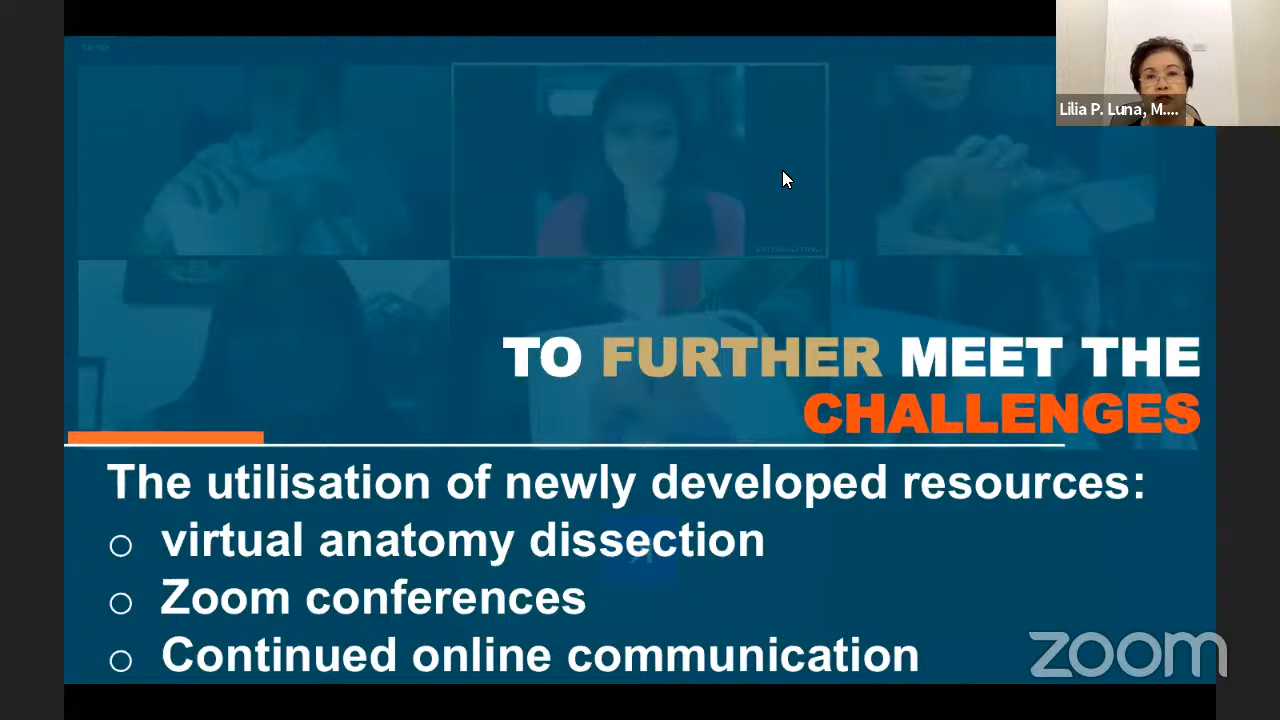 Lilia P. Luna, M....
TO FURTHER MEET THE
CHALLENGES
The utilisation of newly developed resources:
o virtual anatomy dissection
o Zoom conferences
o Continued online communication
zoom